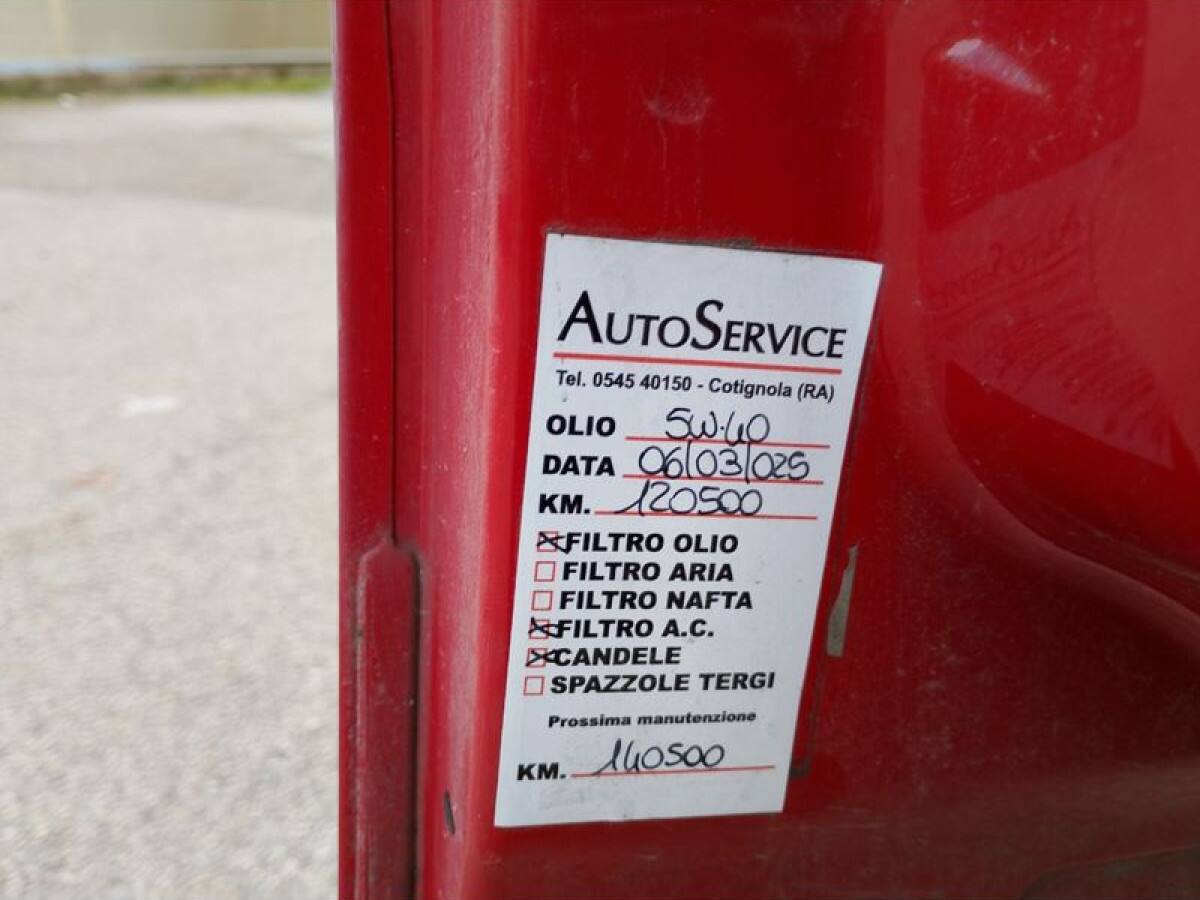 AUTOSERVICE
Tel. 0545 40150 - Cotignola (RA)
OLIO 5W-40
DATA 06/03/025
KM. 120500
FILTRO OLIO
FILTRO ARIA
FILTRO NAFTA
FILTRO A.C.
CANDELE
SPAZZOLE TERGI
Prossima manutenzione
KM. 140500